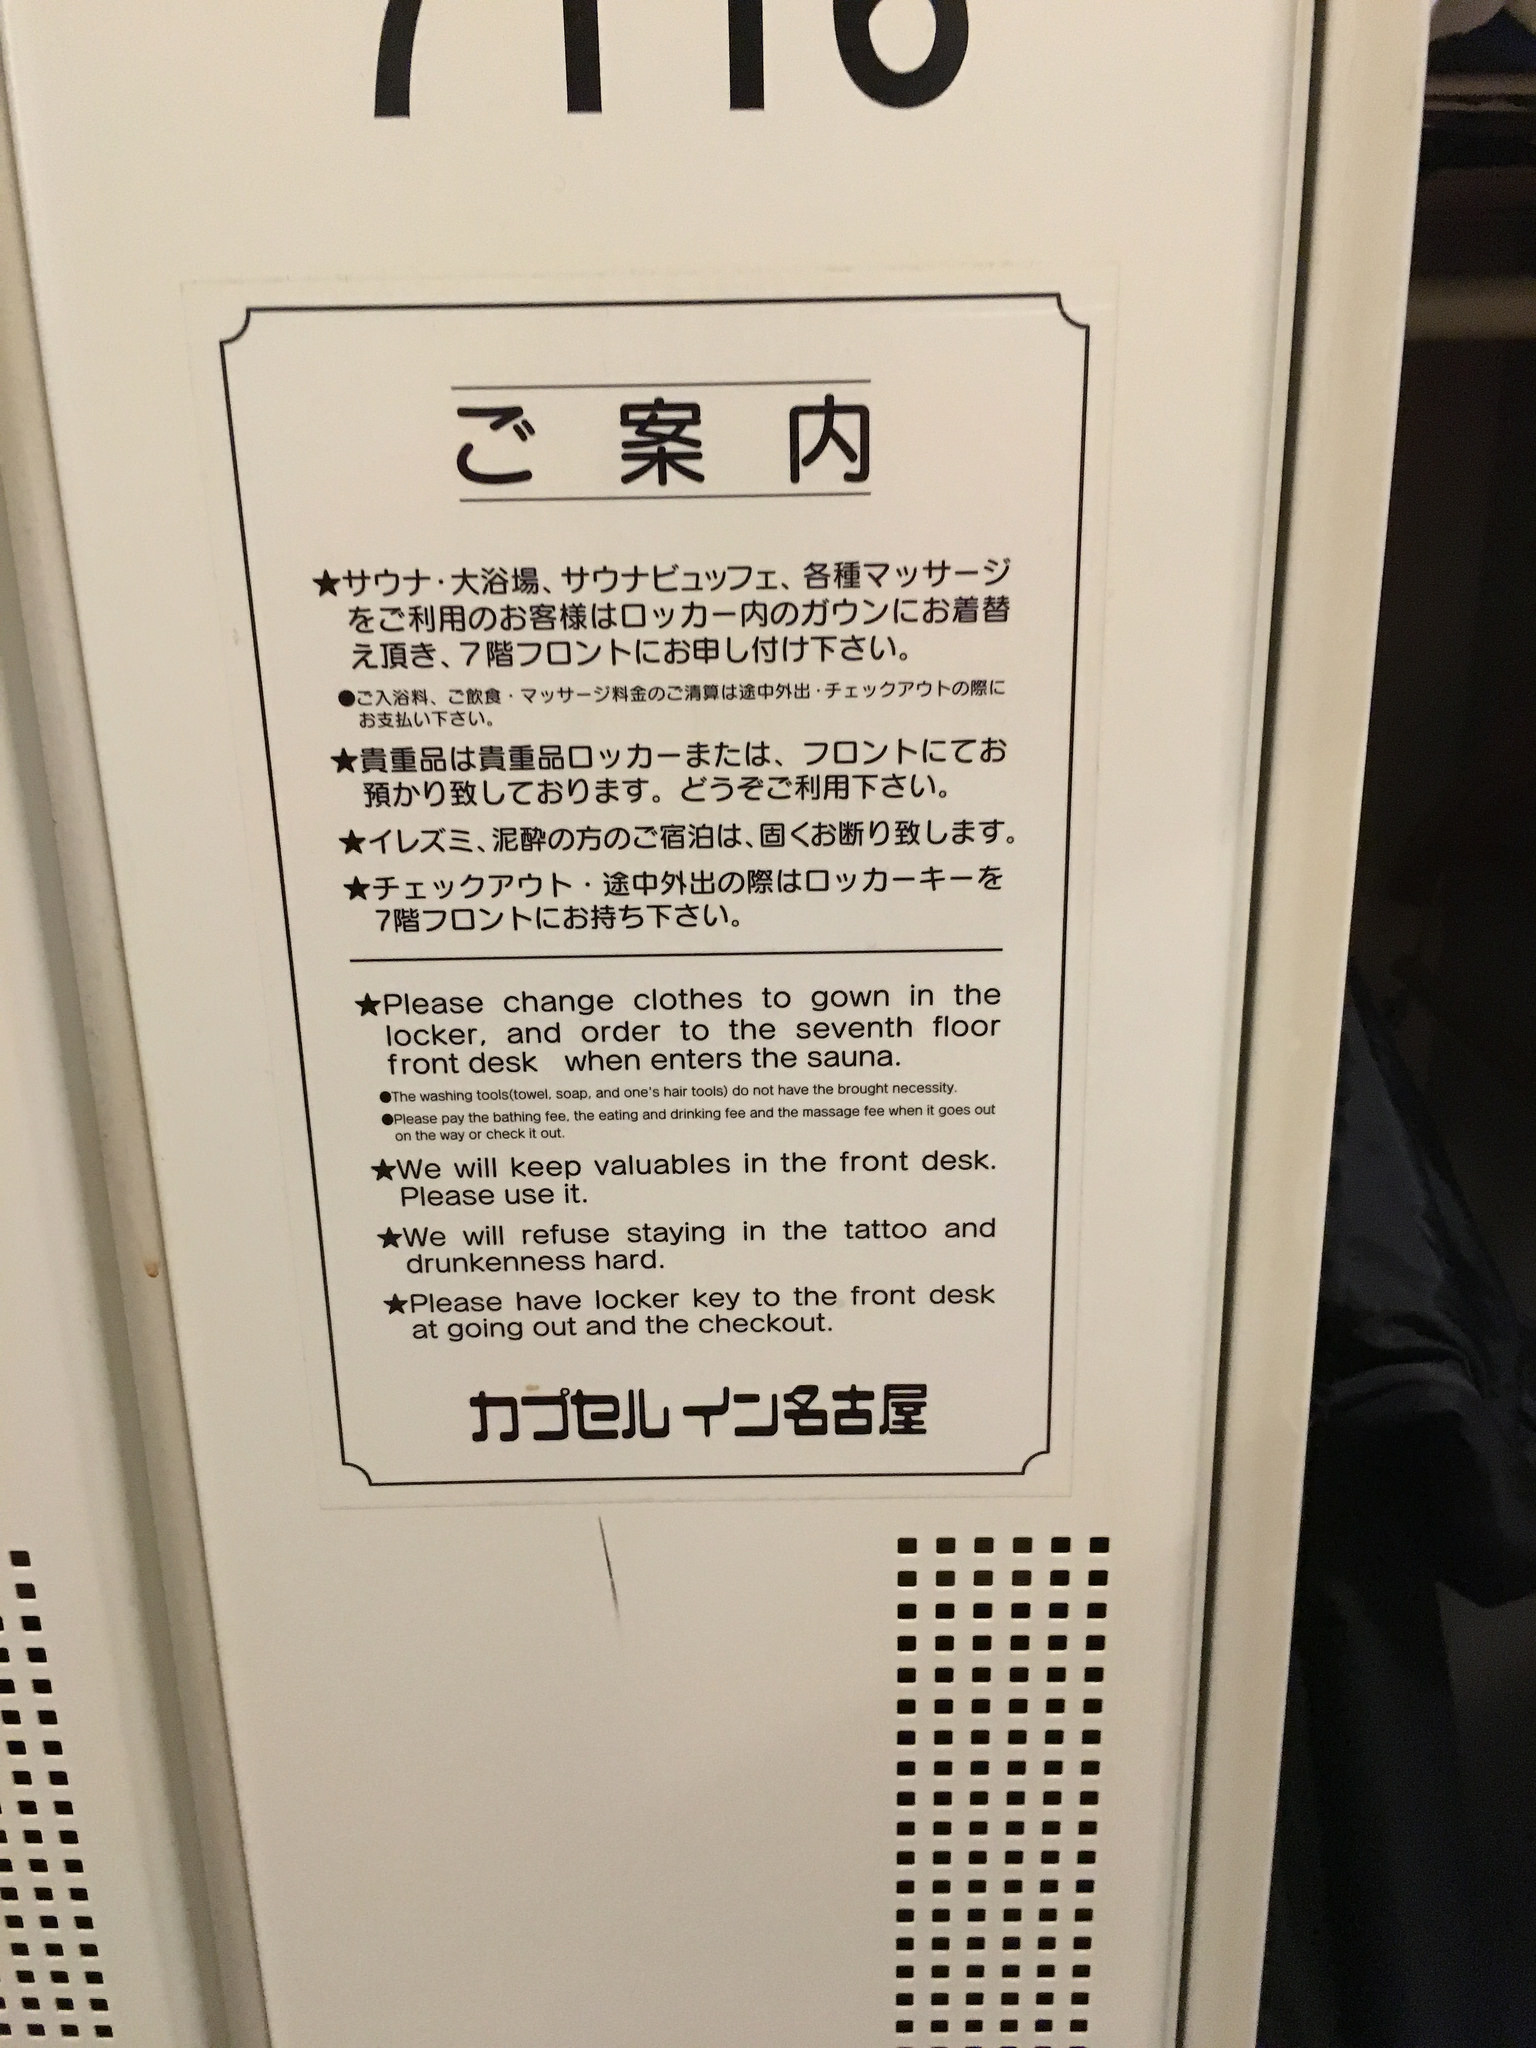 7116
ご案内
★サウナ・大浴場、サウナビュッフェ、各種マッサージ
をご利用のお客様はロッカー内のガウンにお着替
え頂き、7階フロントにお申し付け下さい。
●ご入浴料、ご飲食・マッサージ料金のご清算は途中外出・チェックアウトの際に
お支払い下さい。
★貴重品は貴重品ロッカーまたは、フロントにてお
預かり致しております。どうぞご利用下さい。
★イレズミ、泥酔の方のご宿泊は、固くお断り致します。
★チェックアウト・途中外出の際はロッカーキーを
7階フロントにお持ち下さい。
★Please change clothes to gown in the
locker, and order to the seventh floor
front desk when enters the sauna.
●The washing tools(towel, soap, and one's hair tools) do not have the brought necessity.
●Please pay the bathing fee, the eating and drinking fee and the massage fee when it goes out
on the way or check it out.
★We will keep valuables in the front desk.
Please use it.
★We will refuse staying in the tattoo and
drunkenness hard.
★Please have locker key to the front desk
at going out and the checkout.
カプセルイン名古屋